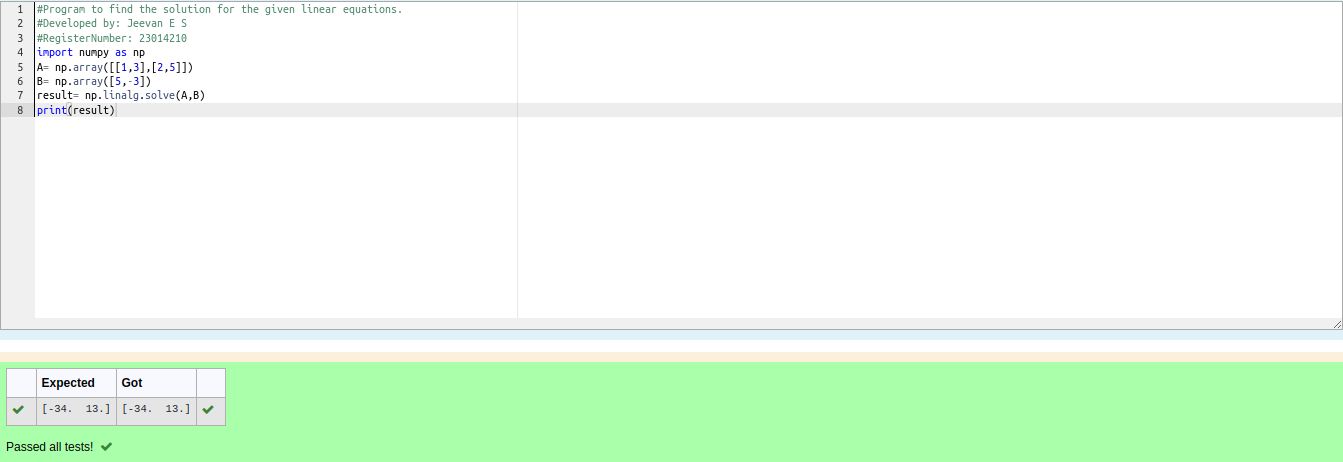 1 #Program to find the solution for the given linear equations.
2 #Developed by: Jeevan E S
3 #RegisterNumber: 23014210
4 import numpy as np
5 A= np.array([[1,3],[2,5]])
6 B= np.array([5,-3])
7 result= np.linalg.solve(A,B)
8 print(result)
Expected Got
[-34.  13.] [-34.  13.]
Passed all tests!